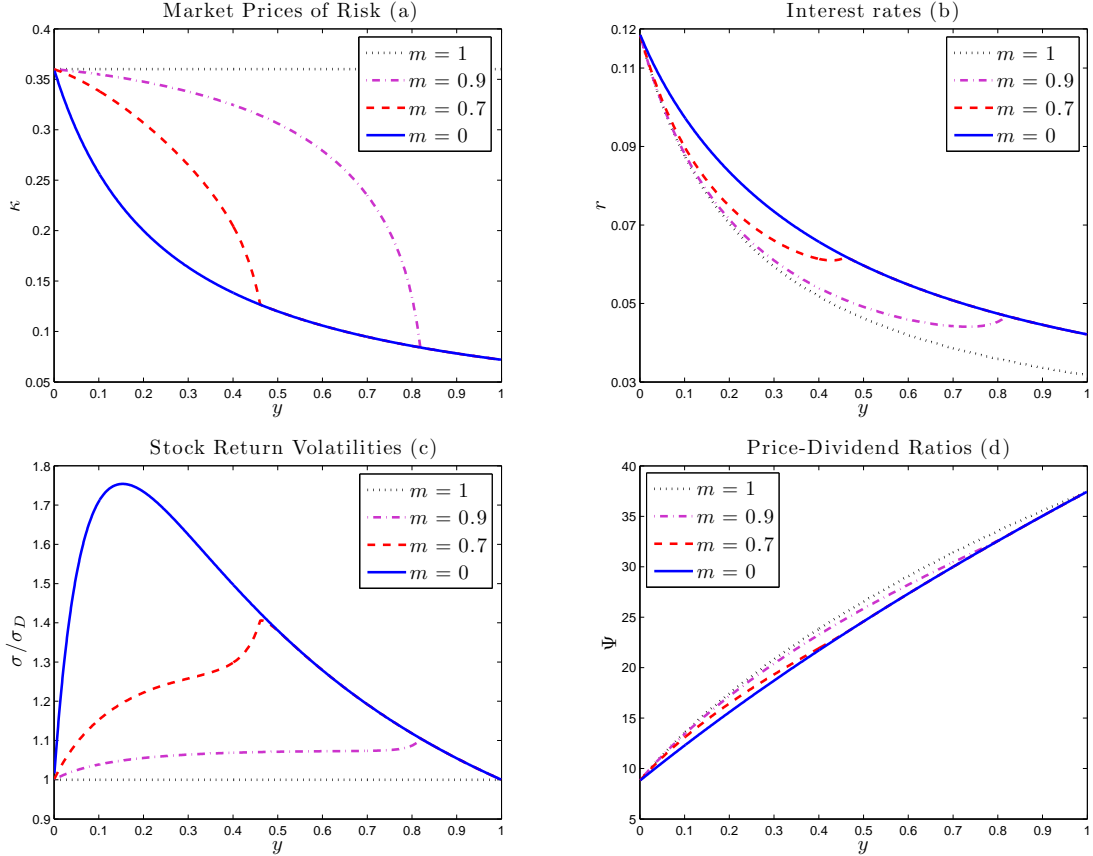 Market Prices of Risk (a)
0.4
0.35
0.3
0.25
0.2
0.15
0.1
0.05
κ
0 0.1 0.2 0.3 0.4 0.5 0.6 0.7 0.8 0.9 1
y
m = 1
m = 0.9
m = 0.7
m = 0
Interest rates (b)
0.12
0.11
0.09
0.07
0.05
0.03
r
0 0.1 0.2 0.3 0.4 0.5 0.6 0.7 0.8 0.9 1
y
m = 1
m = 0.9
m = 0.7
m = 0
Stock Return Volatilities (c)
1.8
1.7
1.6
1.5
1.4
1.3
1.2
1.1
1
0.9
σ/σ_D
0 0.1 0.2 0.3 0.4 0.5 0.6 0.7 0.8 0.9 1
y
m = 1
m = 0.9
m = 0.7
m = 0
Price-Dividend Ratios (d)
40
35
30
25
20
15
10
5
Ψ
0 0.1 0.2 0.3 0.4 0.5 0.6 0.7 0.8 0.9 1
y
m = 1
m = 0.9
m = 0.7
m = 0